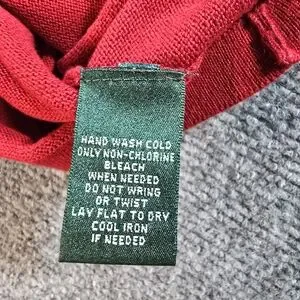 HAND WASH COLD
ONLY NON-CHLORINE
BLEACH
WHEN NEEDED
DO NOT WRING
OR TWIST
LAY FLAT TO DRY
COOL IRON
IF NEEDED